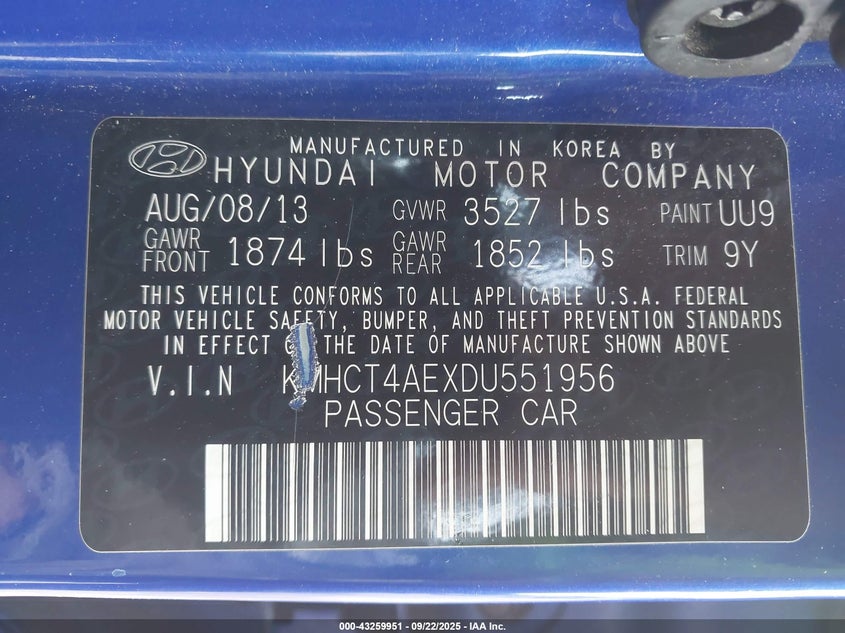 MANUFACTURED IN KOREA BY
HYUNDAI MOTOR COMPANY
AUG/08/13 GVWR 3527 lbs PAINT UU9
GAWR FRONT 1874 lbs GAWR REAR 1852 lbs TRIM 9Y
THIS VEHICLE CONFORMS TO ALL APPLICABLE U.S.A. FEDERAL
MOTOR VEHICLE SAFETY, BUMPER, AND THEFT PREVENTION STANDARDS
IN EFFECT THE DATE OF MANUFACTURE SHOWN ABOVE
V.I.N KMHCT4AEXDU551956
PASSENGER CAR
000-43259951 - 09/22/2025 - IAA Inc.